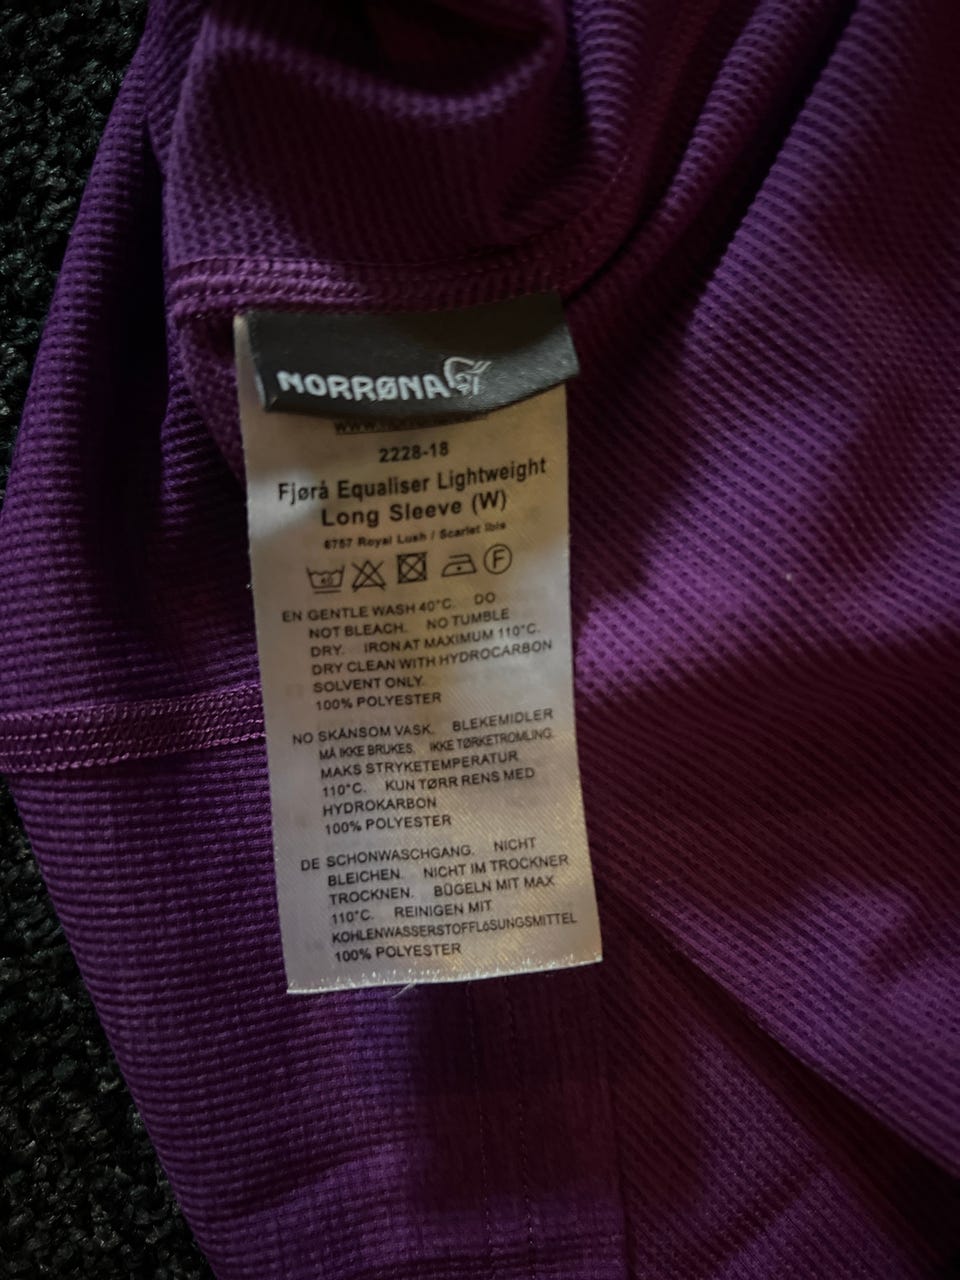 NORRØNA
2228-18
Fjørå Equaliser Lightweight
Long Sleeve (W)
6757 Royal Lush / Scarlet Ibis
40
F
EN GENTLE WASH 40°C. DO
NOT BLEACH. NO TUMBLE
DRY. IRON AT MAXIMUM 110°C.
DRY CLEAN WITH HYDROCARBON
SOLVENT ONLY.
100% POLYESTER
NO SKÅNSOM VASK. BLEKEMIDLER
MÅ IKKE BRUKES. IKKE TØRKETROMLING.
MAKS STRYKETEMPERATUR
110°C. KUN TØRR RENS MED
HYDROKARBON
100% POLYESTER
DE SCHONWASCHGANG. NICHT
BLEICHEN. NICHT IM TROCKNER
TROCKNEN. BÜGELN MIT MAX
110°C. REINIGEN MIT
KOHLENWASSERSTOFFLöSUNGSMITTEL
100% POLYESTER